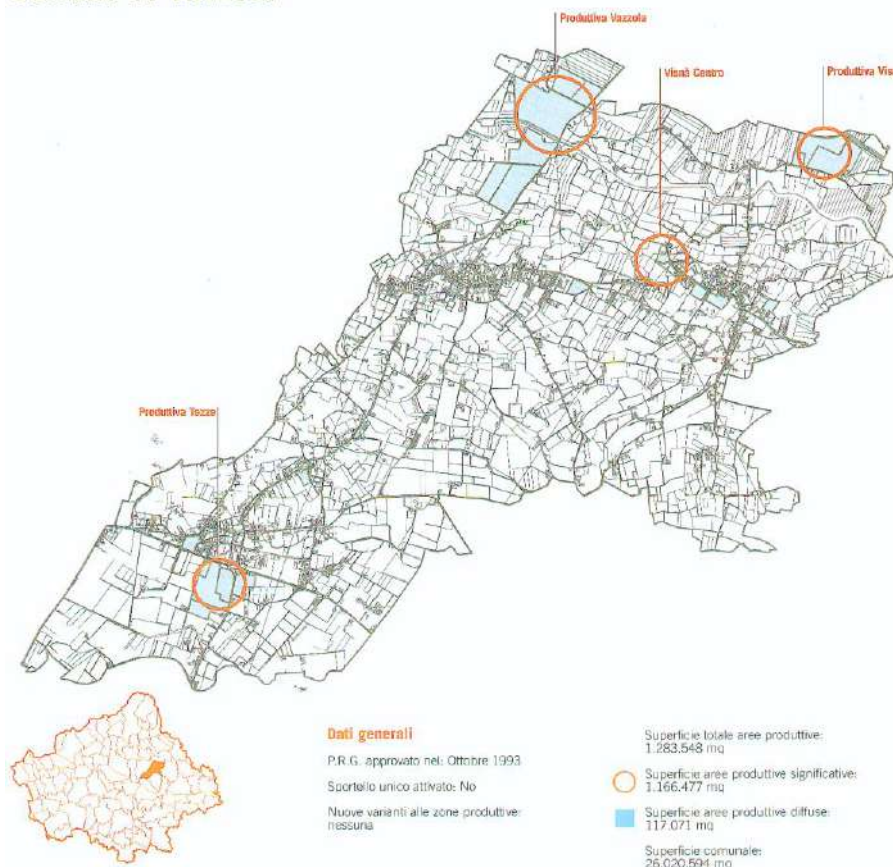 Produttiva Vazzola
Visnà Centro
Produttiva Vis
Produttiva Tezze
Dati generali
P.R.G. approvato nel: Ottobre 1993
Sportello unico attivato: No
Nuove varianti alle zone produttive:
nessuna
Superficie totale aree produttive:
1.283.548 mq
Superficie aree produttive significative:
1.166.477 mq
Superficie aree produttive diffuse:
117.071 mq
Superficie comunale:
26.020.594 mq